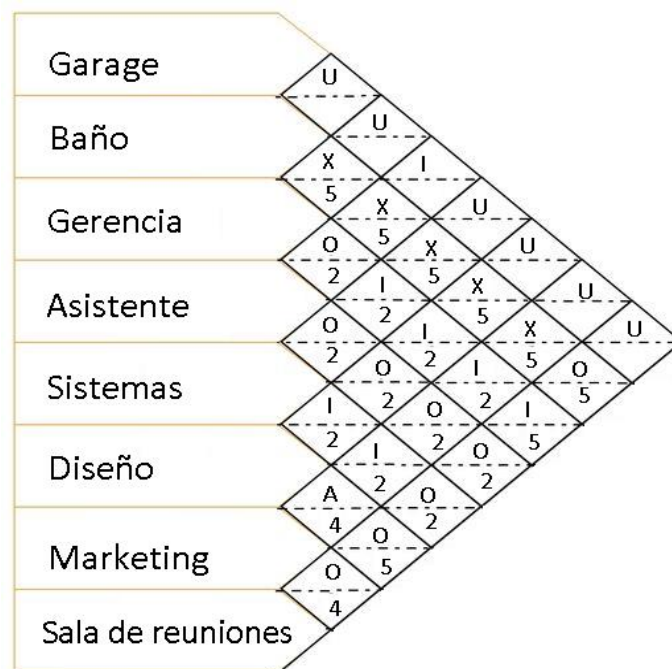 Garage
U
U
Baño
X I
5
X U
Gerencia
5
O X U
2 5
I X U
Asistente
2 5
O I X U
2 2 5
O I O
Sistemas
2 2 5
I O I
2 2 5
I O
Diseño
2 2
A O
4 2
O
Marketing
5
O
4
Sala de reuniones